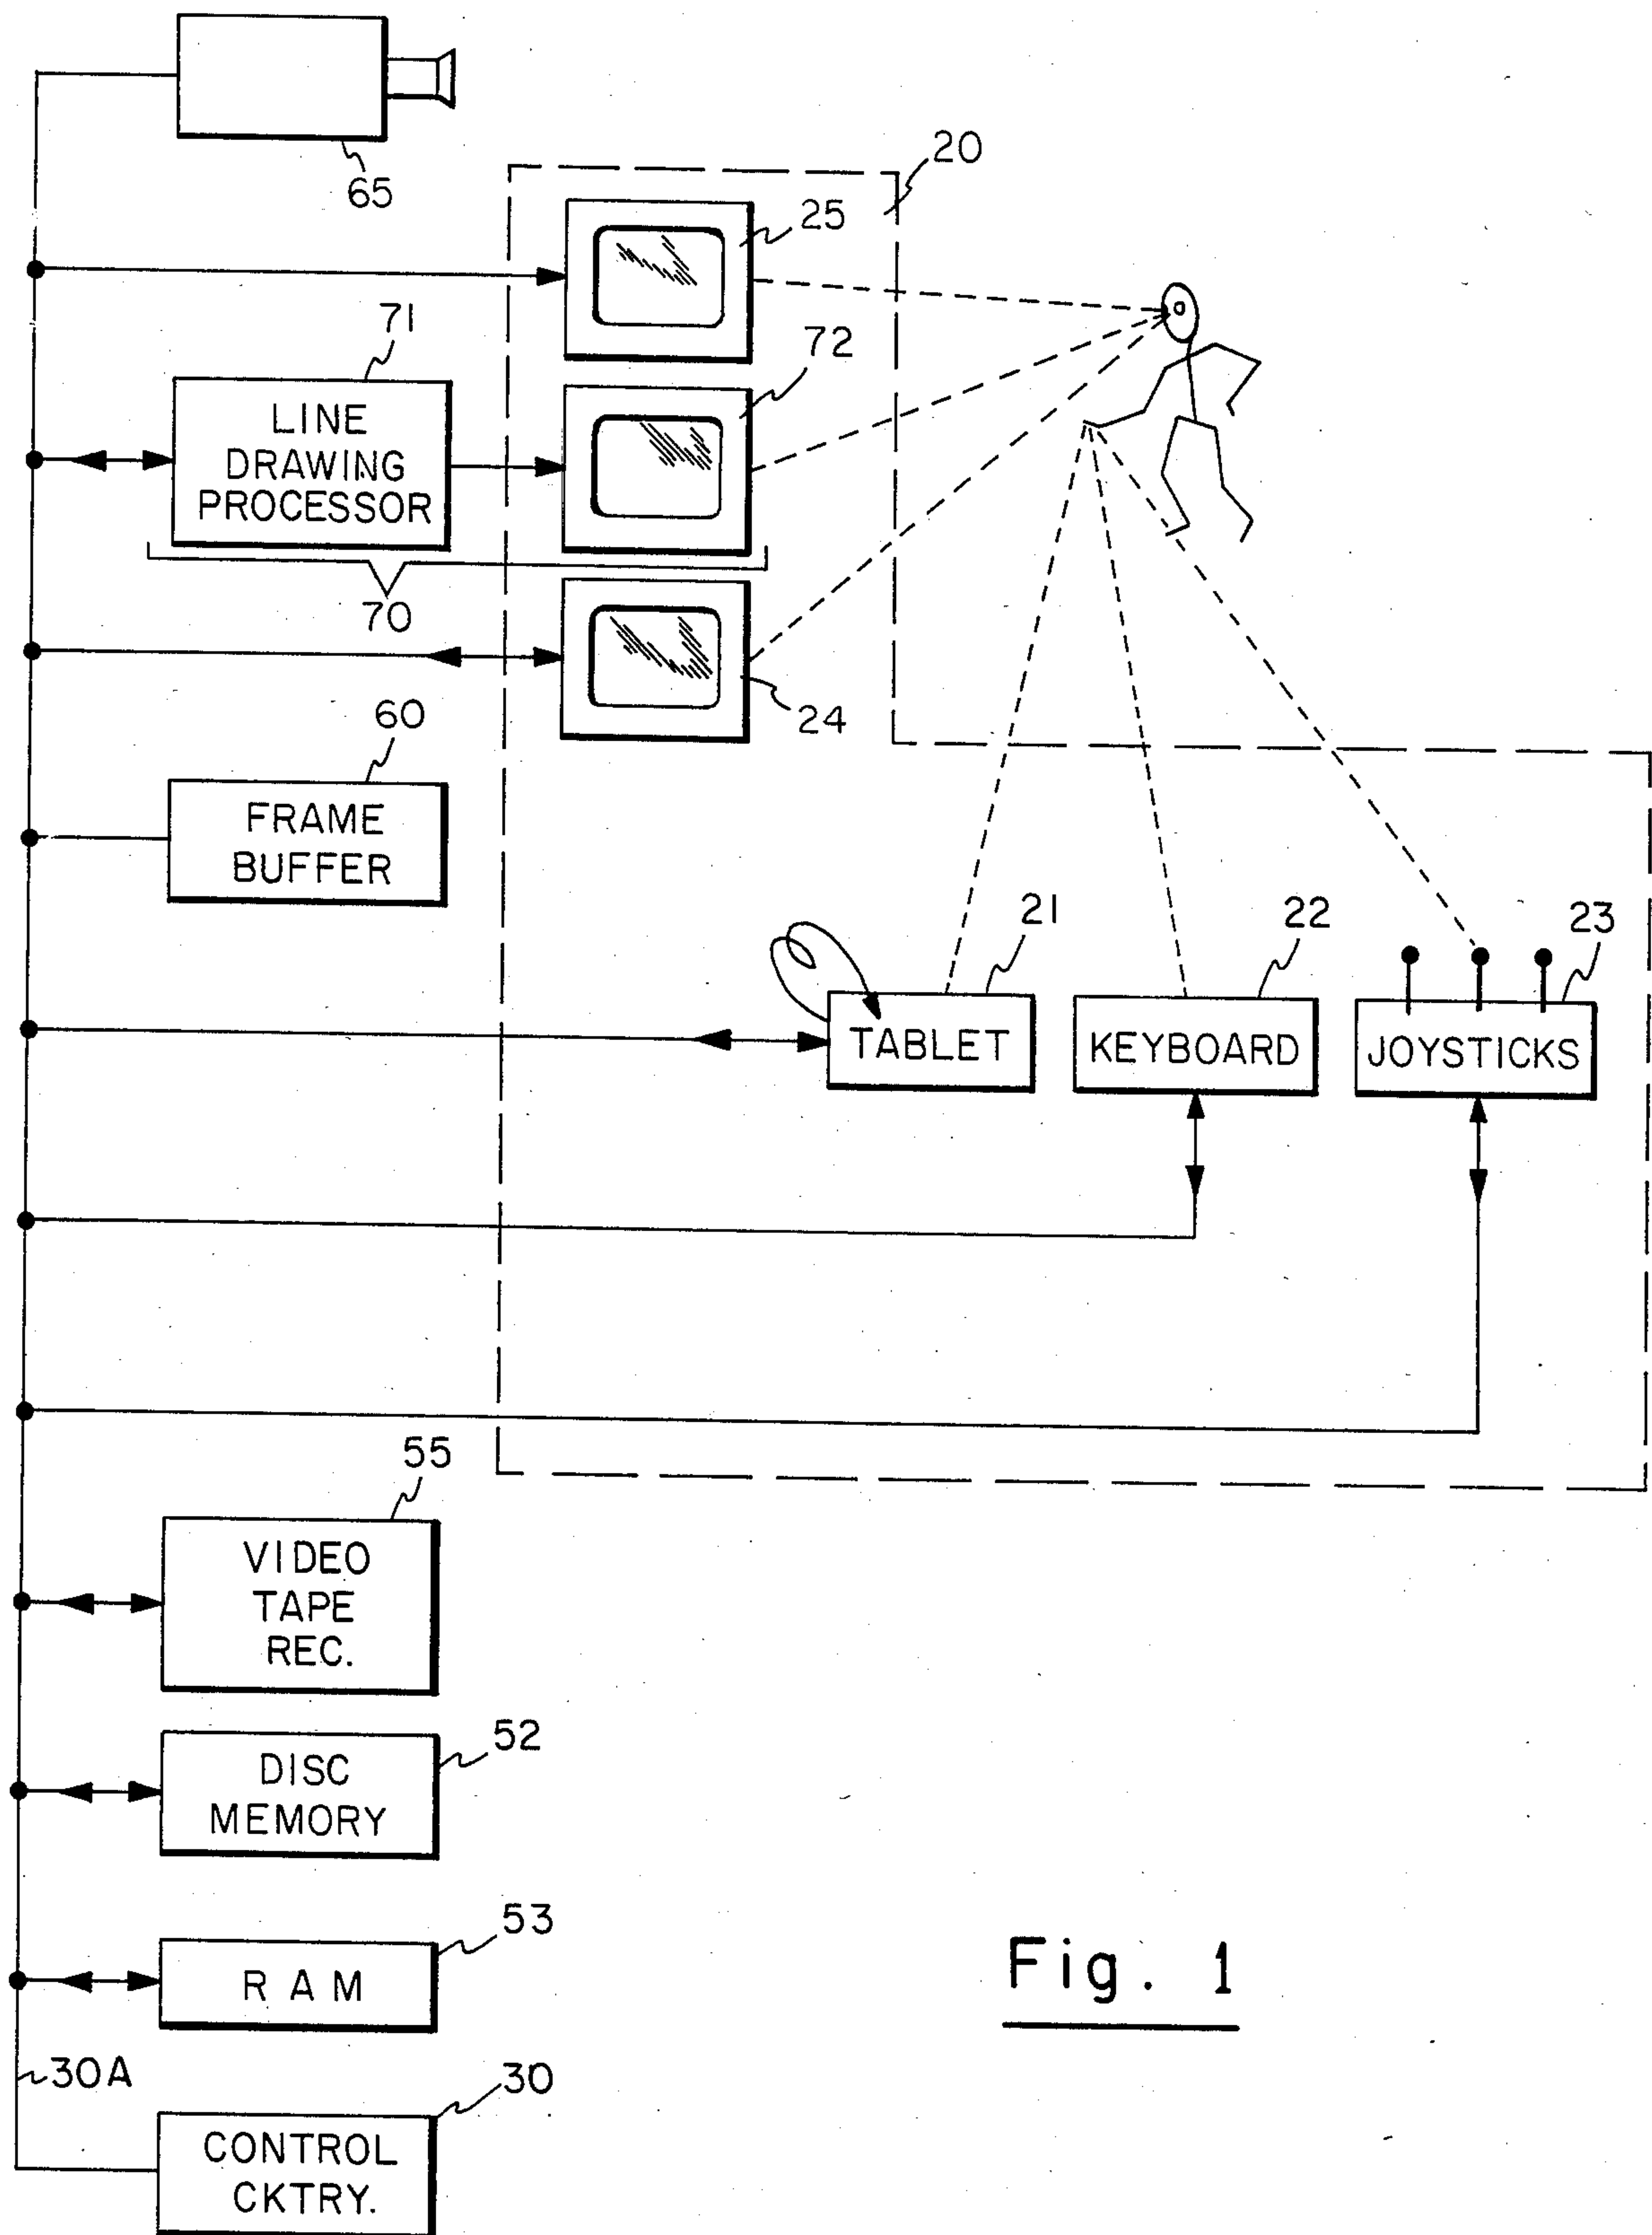 65
20
25
71
72
LINE
DRAWING
PROCESSOR
70
24
60
FRAME
BUFFER
21
22
23
TABLET
KEYBOARD
JOYSTICKS
55
VIDEO
TAPE
REC.
52
DISC
MEMORY
53
RAM
30A
30
CONTROL
CKTRY.
Fig. 1